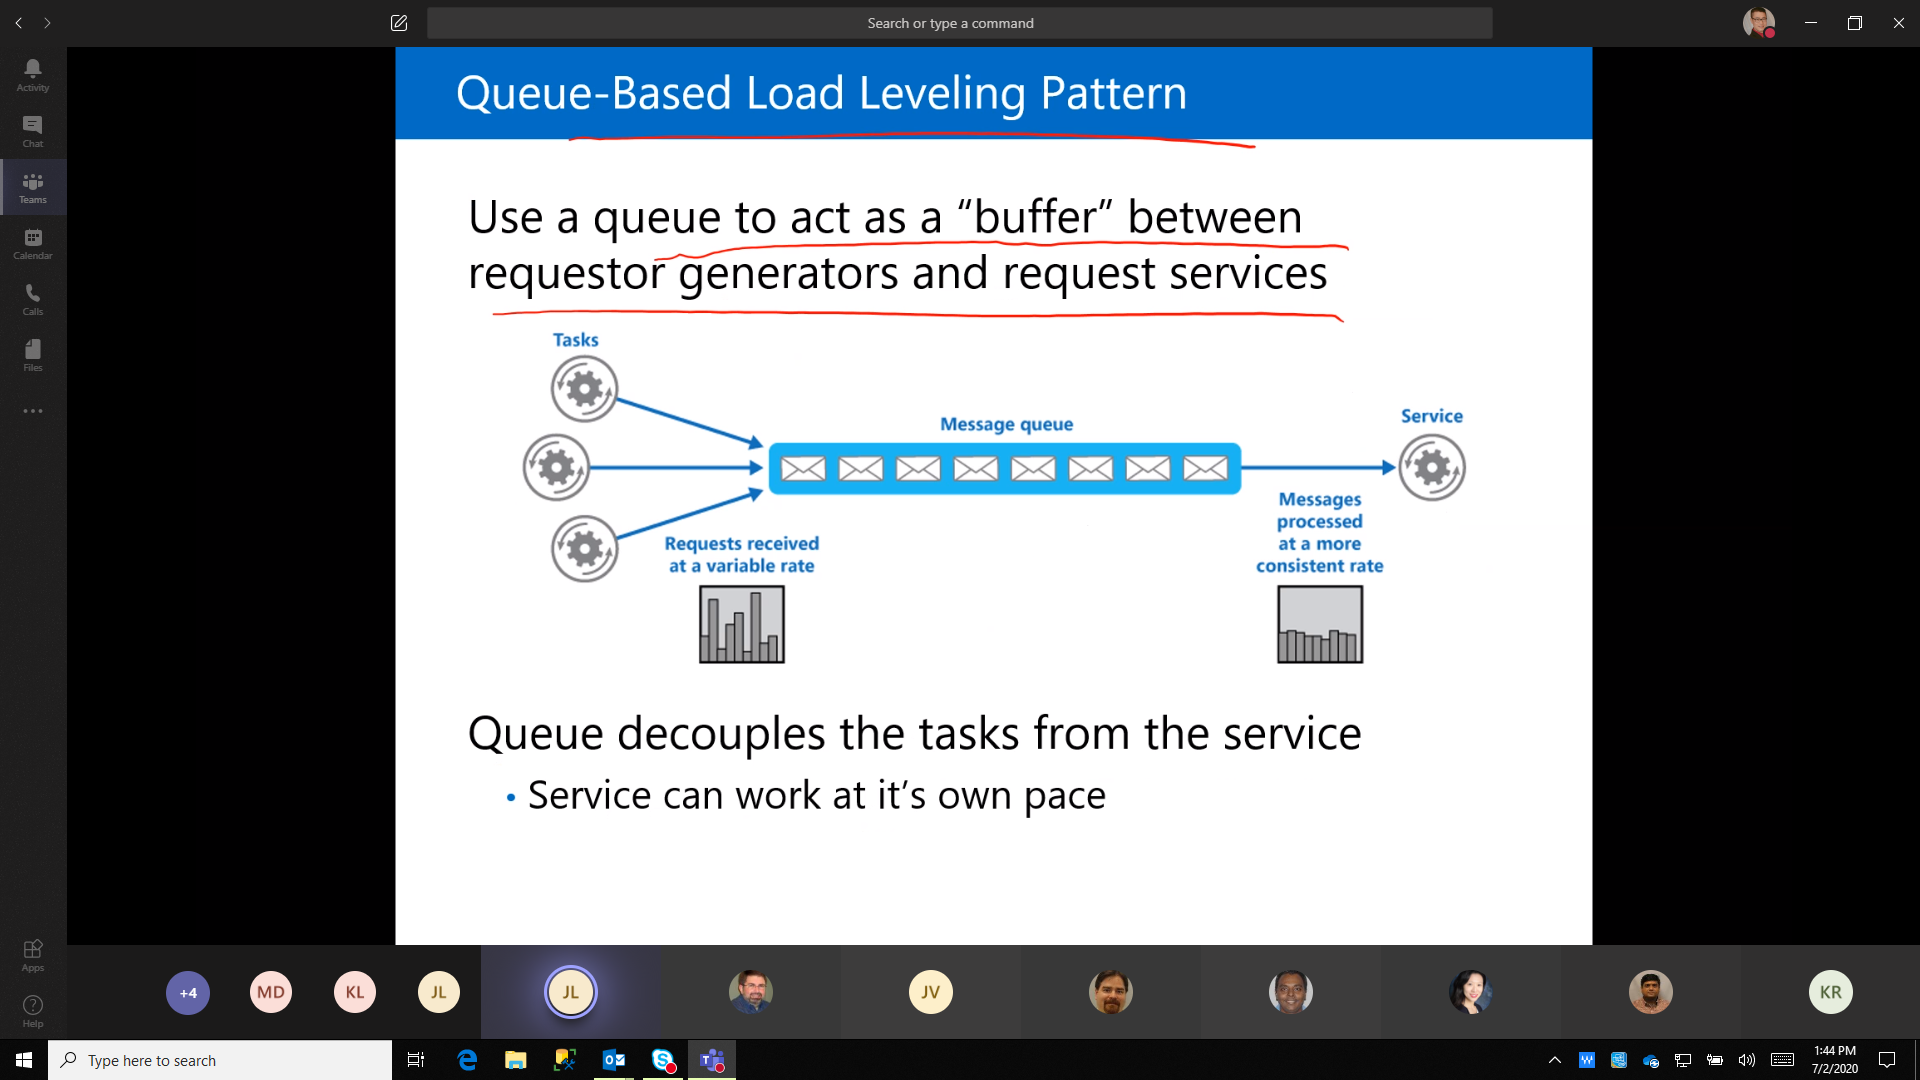 Search or type a command
Activity
Chat
Teams
Calendar
Calls
Files
Queue-Based Load Leveling Pattern
Use a queue to act as a “buffer” between
requestor generators and request services
Tasks
Message queue
Service
Requests received
at a variable rate
Messages
processed
at a more
consistent rate
Queue decouples the tasks from the service
• Service can work at it’s own pace
Apps
Help
+4
MD
KL
JL
JL
JV
KR
Type here to search
1:44 PM
7/2/2020